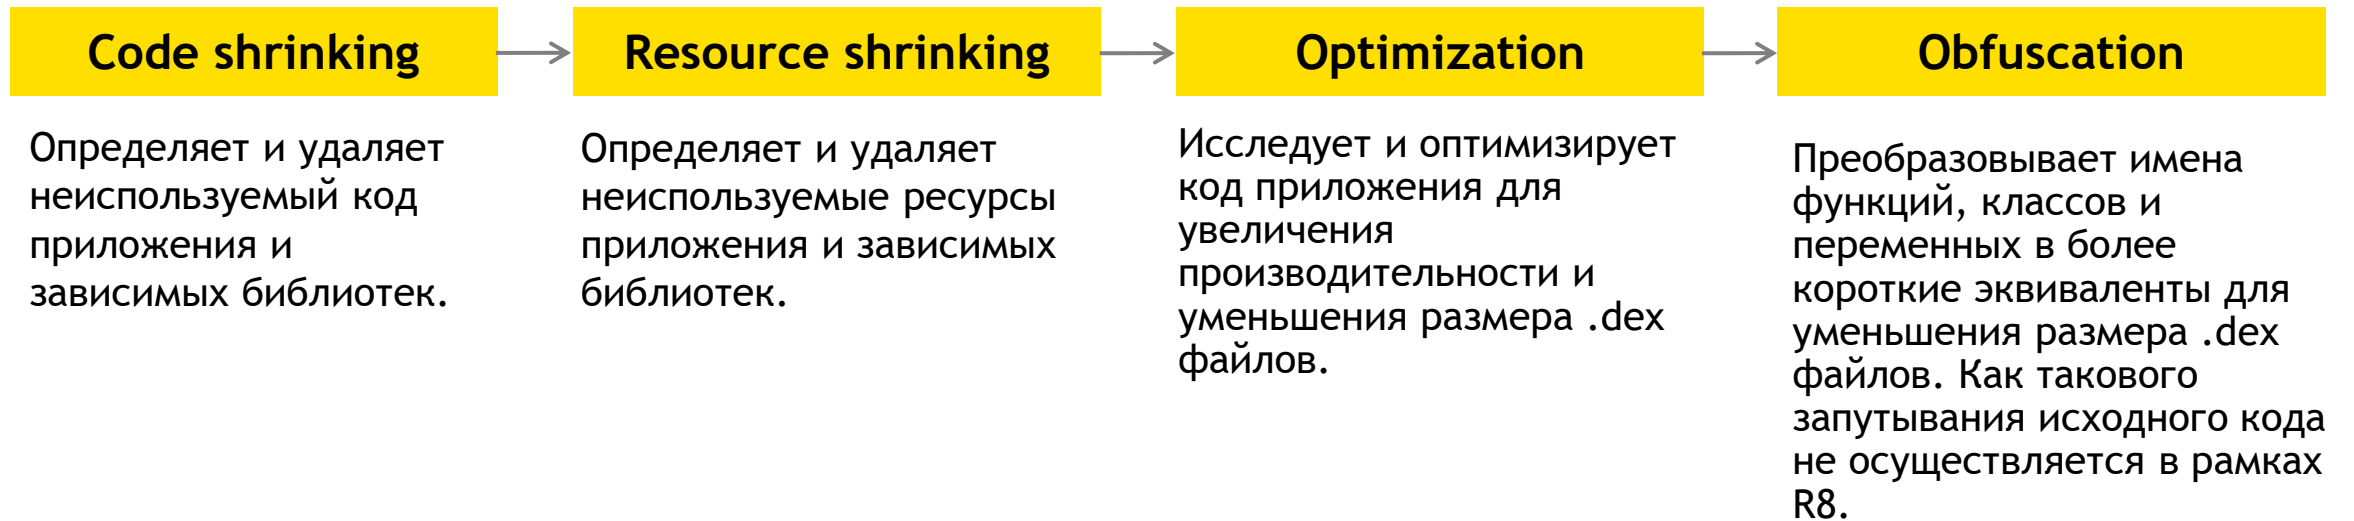 Code shrinking
Определяет и удаляет
неиспользуемый код
приложения и
зависимых библиотек.
Resource shrinking
Определяет и удаляет
неиспользуемые ресурсы
приложения и зависимых
библиотек.
Optimization
Исследует и оптимизирует
код приложения для
увеличения
производительности и
уменьшения размера .dex
файлов.
Obfuscation
Преобразовывает имена
функций, классов и
переменных в более
короткие эквиваленты для
уменьшения размера .dex
файлов. Как такового
запутывания исходного кода
не осуществляется в рамках
R8.